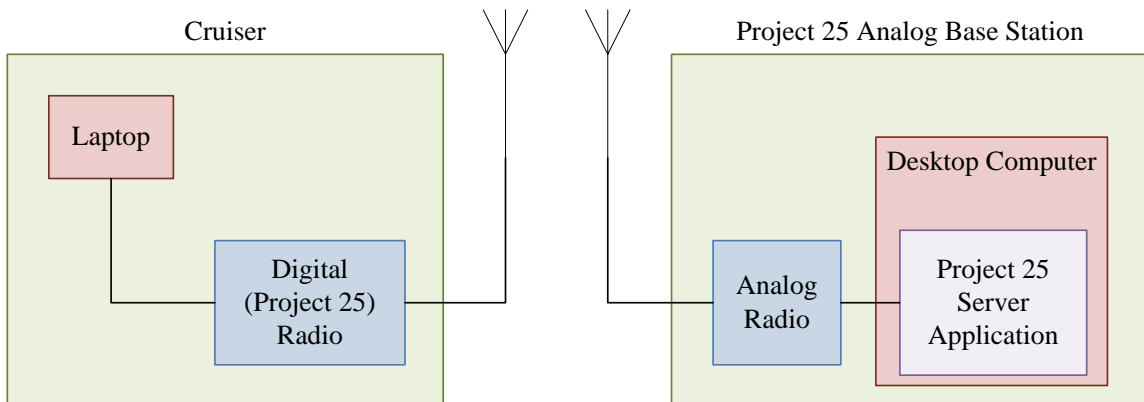 Cruiser
Laptop
Digital
(Project 25)
Radio
Project 25 Analog Base Station
Desktop Computer
Analog
Radio
Project 25
Server
Application